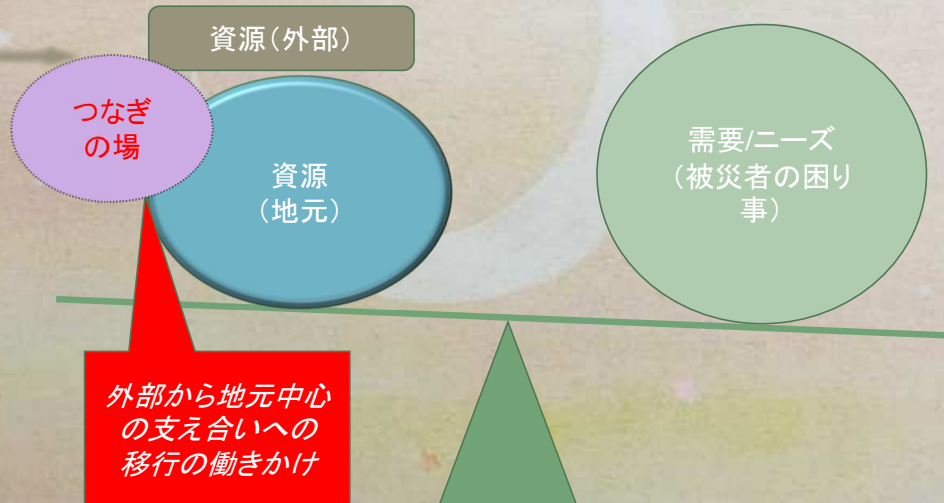 資源（外部）
つなぎ
の場
資源
（地元）
需要/ニーズ
（被災者の困り
事）
外部から地元中心
の支え合いへの
移行の働きかけ